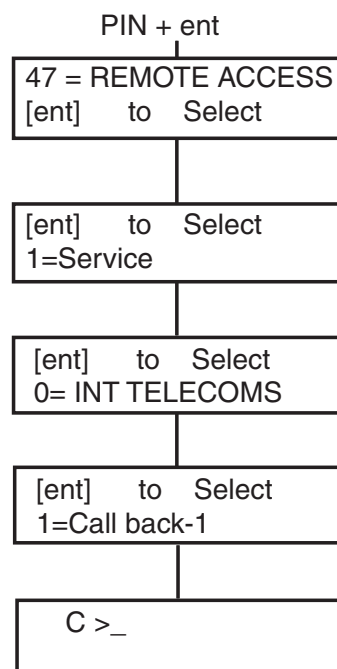 PIN + ent
47 = REMOTE ACCESS
[ent] to Select
[ent] to Select
1=Service
[ent] to Select
0= INT TELECOMS
[ent] to Select
1=Call back-1
C >_